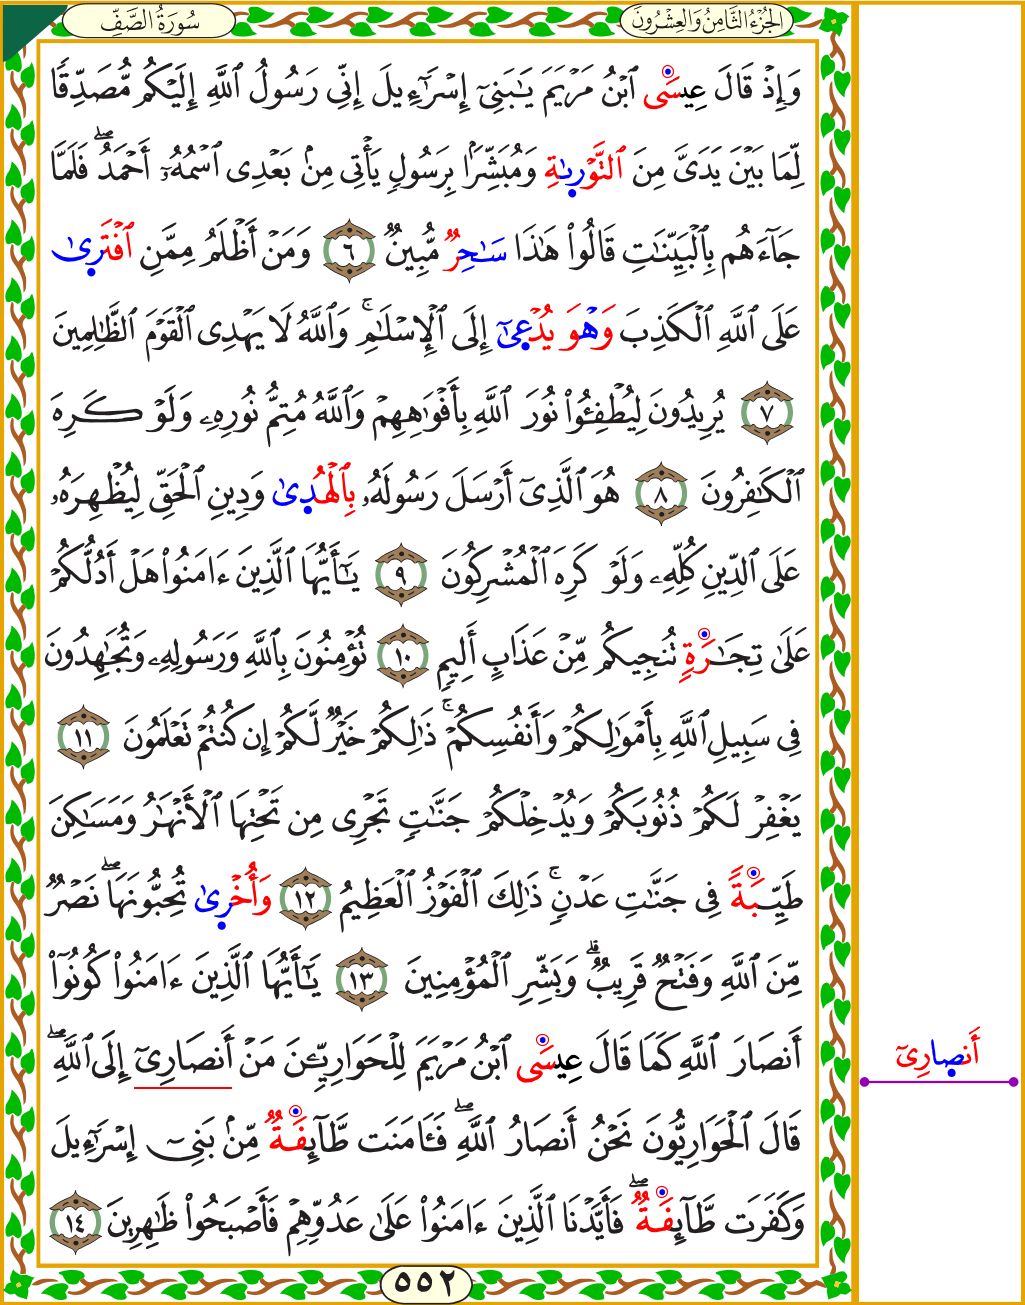 الجُزْءُ الثَّامِنُ وَالعِشْرُونَ
سُورَةُ الصَّفِّ
وَإِذۡ قَالَ عِيسَى ٱبۡنُ مَرۡيَمَ يَٰبَنِيٓ إِسۡرَٰٓءِيلَ إِنِّي رَسُولُ ٱللَّهِ إِلَيۡكُم مُّصَدِّقٗا
لِّمَا بَيۡنَ يَدَيَّ مِنَ ٱلتَّوۡرىٰةِ وَمُبَشِّرَۢا بِرَسُولٖ يَأۡتِي مِنۢ بَعۡدِي ٱسۡمُهُۥٓ أَحۡمَدُۖ فَلَمَّا
جَآءَهُم بِٱلۡبَيِّنَٰتِ قَالُواْ هَٰذَا سَٰحِرٞ مُّبِينٞ ٦ وَمَنۡ أَظۡلَمُ مِمَّنِ ٱفۡتَرىٰ
عَلَى ٱللَّهِ ٱلۡكَذِبَ وَهۡوَ يُدۡعىٰٓ إِلَى ٱلۡإِسۡلَٰمِۚ وَٱللَّهُ لَا يَهۡدِي ٱلۡقَوۡمَ ٱلظَّٰلِمِينَ
٧ يُرِيدُونَ لِيُطۡفِـُٔواْ نُورَ ٱللَّهِ بِأَفۡوَٰهِهِمۡ وَٱللَّهُ مُتِمُّ نُورِهِۦ وَلَوۡ كَرِهَ
ٱلۡكَٰفِرُونَ ٨ هُوَ ٱلَّذِيٓ أَرۡسَلَ رَسُولَهُۥ بِٱلۡهُدىٰ وَدِينِ ٱلۡحَقِّ لِيُظۡهِرَهُۥ
عَلَى ٱلدِّينِ كُلِّهِۦ وَلَوۡ كَرِهَ ٱلۡمُشۡرِكُونَ ٩ يَٰٓأَيُّهَا ٱلَّذِينَ ءَامَنُواْ هَلۡ أَدُلُّكُمۡ
عَلَىٰ تِجَٰرَةٖ تُنجِيكُم مِّنۡ عَذَابٍ أَلِيمٖ ١٠ تُؤۡمِنُونَ بِٱللَّهِ وَرَسُولِهِۦ وَتُجَٰهِدُونَ
فِي سَبِيلِ ٱللَّهِ بِأَمۡوَٰلِكُمۡ وَأَنفُسِكُمۡۚ ذَٰلِكُمۡ خَيۡرٞ لَّكُمۡ إِن كُنتُمۡ تَعۡلَمُونَ ١١
يَغۡفِرۡ لَكُمۡ ذُنُوبَكُمۡ وَيُدۡخِلۡكُمۡ جَنَّٰتٖ تَجۡرِي مِن تَحۡتِهَا ٱلۡأَنۡهَٰرُ وَمَسَٰكِنَ
طَيِّبَةٗ فِي جَنَّٰتِ عَدۡنٖۚ ذَٰلِكَ ٱلۡفَوۡزُ ٱلۡعَظِيمُ ١٢ وَأُخۡرىٰ تُحِبُّونَهَاۖ نَصۡرٞ
مِّنَ ٱللَّهِ وَفَتۡحٞ قَرِيبٞۗ وَبَشِّرِ ٱلۡمُؤۡمِنِينَ ١٣ يَٰٓأَيُّهَا ٱلَّذِينَ ءَامَنُواْ كُونُوٓاْ
أَنصَارَ ٱللَّهِ كَمَا قَالَ عِيسَى ٱبۡنُ مَرۡيَمَ لِلۡحَوَارِيِّـۧنَ مَنۡ أَنصَارِيٓ إِلَى ٱللَّهِۖ
أَنصارِيٓ
قَالَ ٱلۡحَوَارِيُّونَ نَحۡنُ أَنصَارُ ٱللَّهِۖ فَـَٔامَنَت طَّآئِفَةٞ مِّنۢ بَنِيٓ إِسۡرَٰٓءِيلَ
وَكَفَرَت طَّآئِفَةٞۖ فَأَيَّدۡنَا ٱلَّذِينَ ءَامَنُواْ عَلَىٰ عَدُوِّهِمۡ فَأَصۡبَحُواْ ظَٰهِرِينَ ١٤
٥٥٢